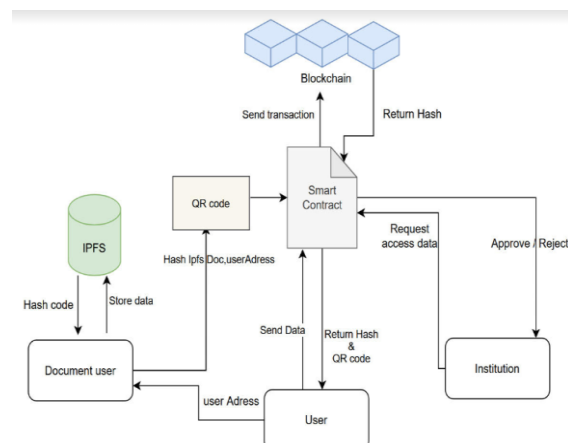 Blockchain
Send transaction
Return Hash
Smart
Contract
QR code
IPFS
Request
access data
Approve / Reject
Hash Ipfs Doc,userAdress
Hash code
Store data
Send Data
Return Hash
&
QR code
Document user
Institution
user Adress
User